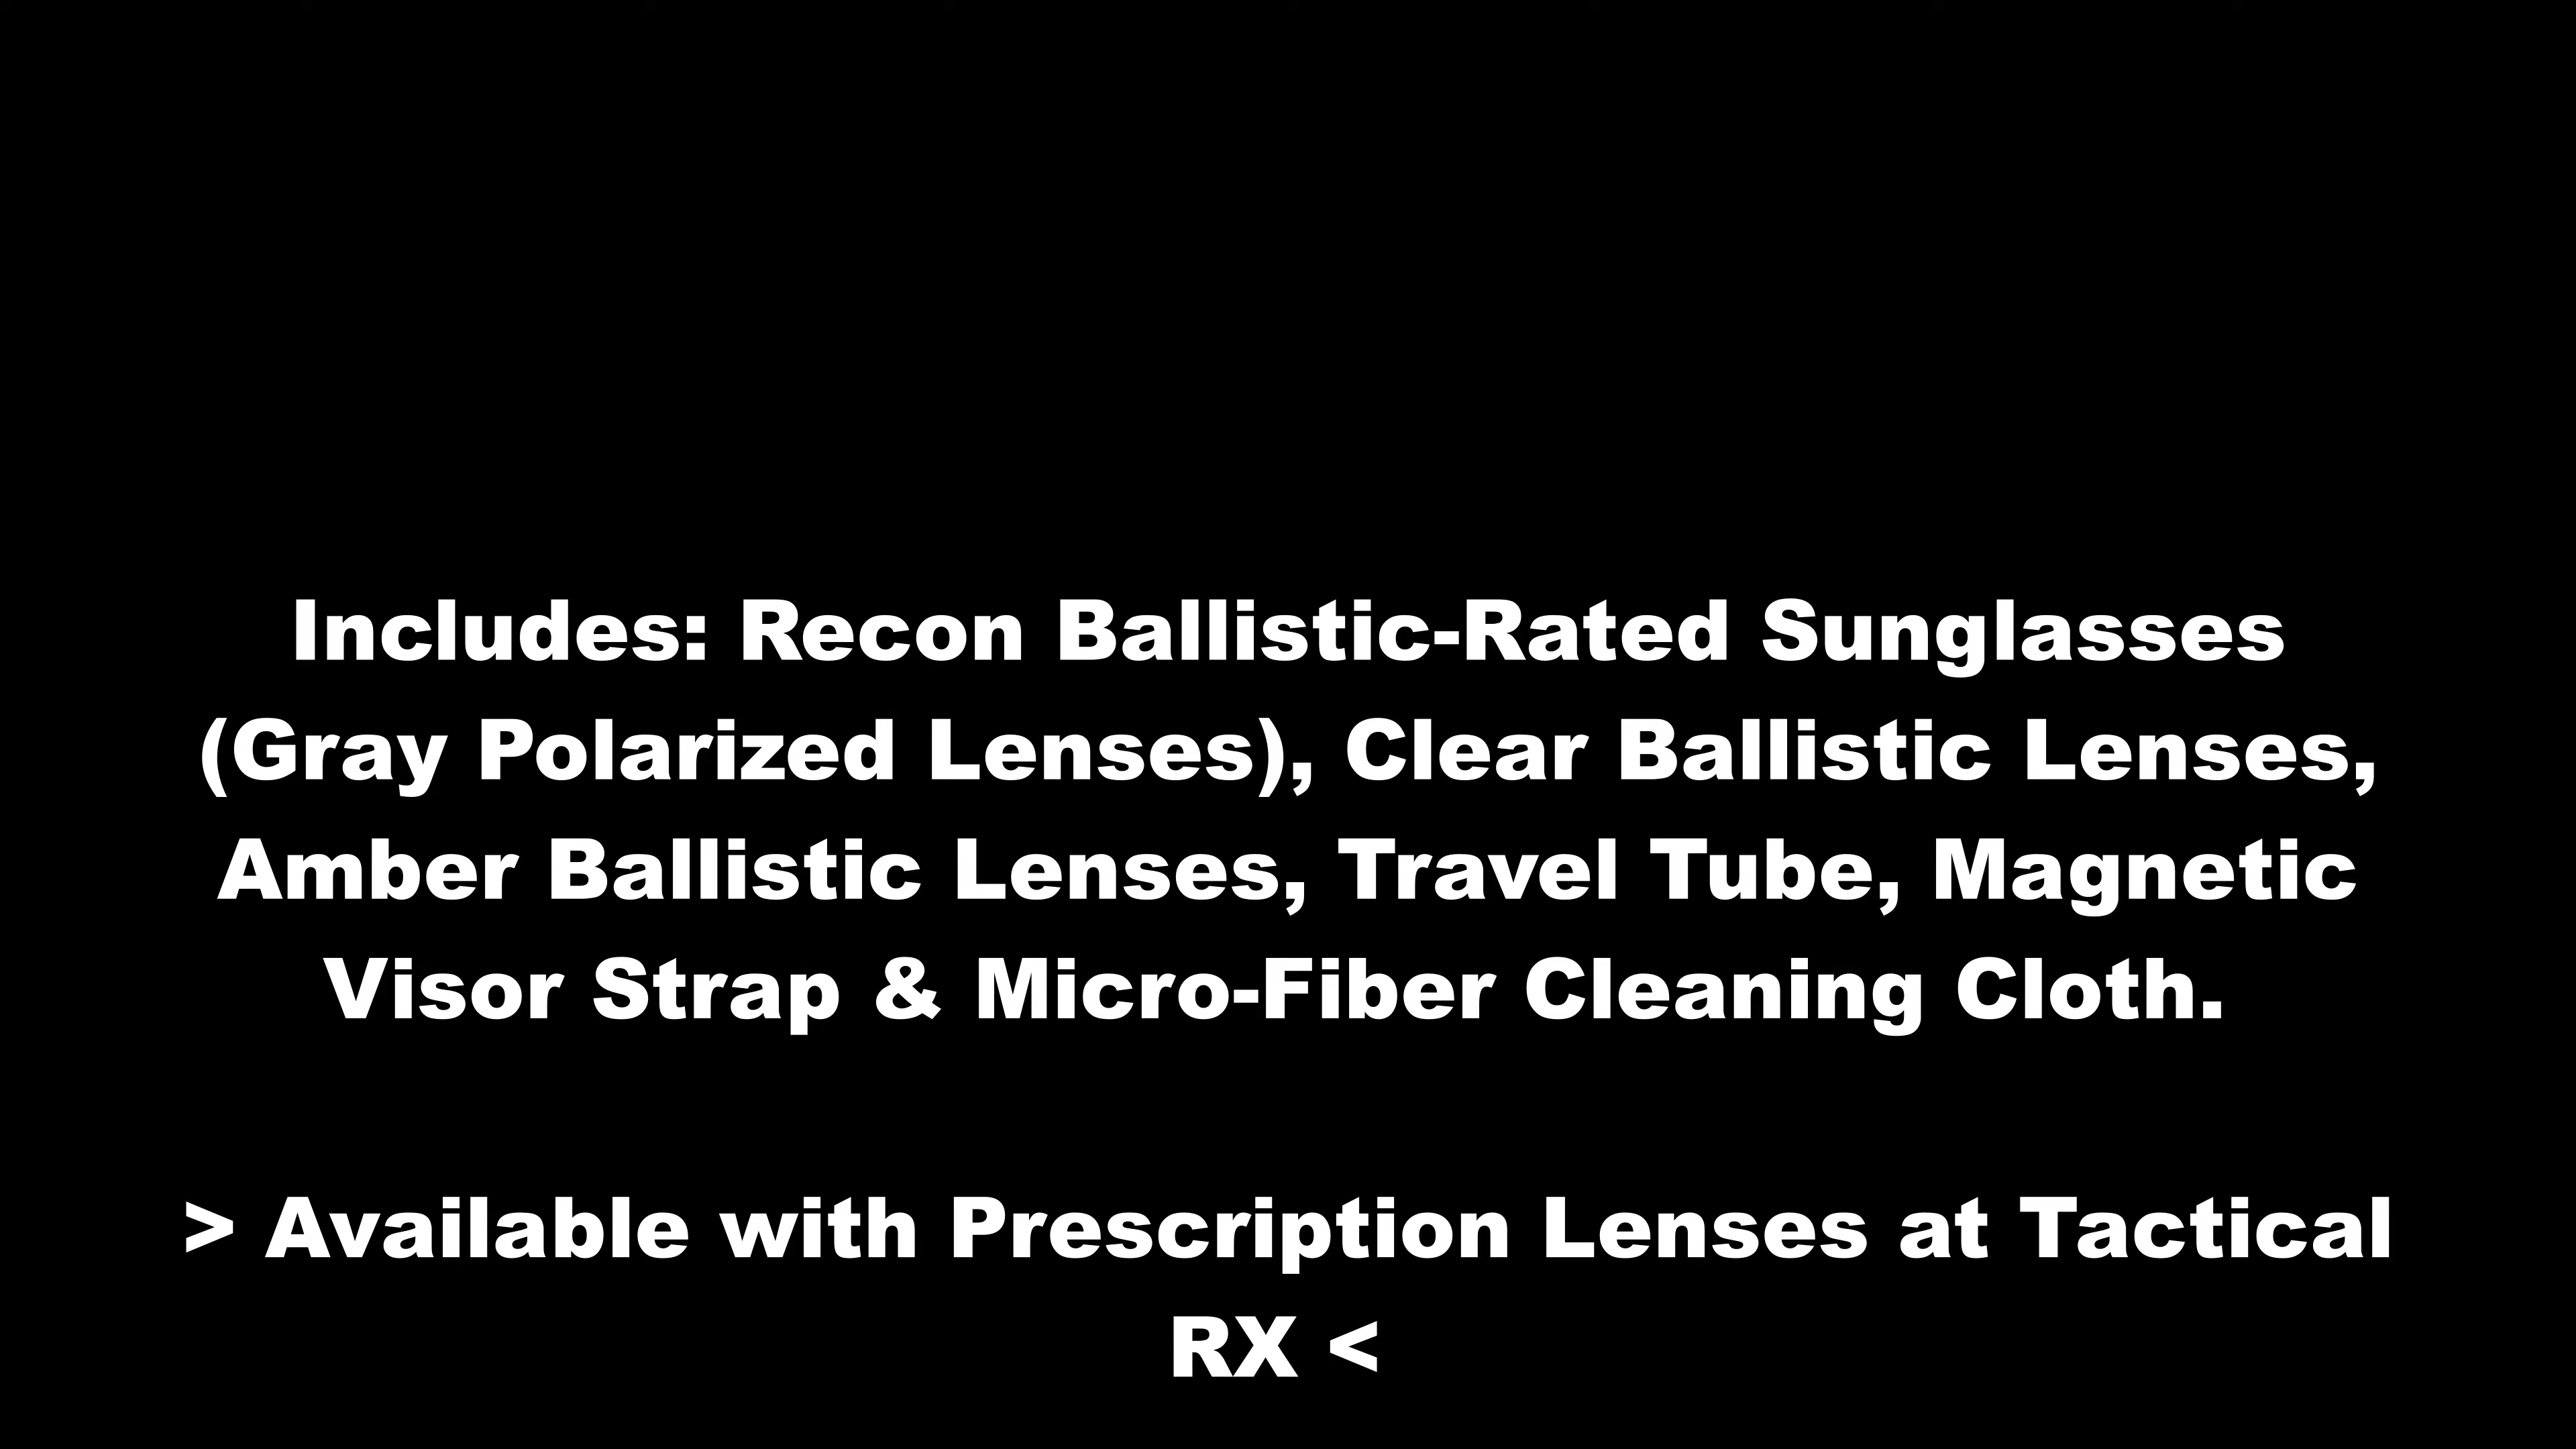 Includes: Recon Ballistic-Rated Sunglasses
(Gray Polarized Lenses), Clear Ballistic Lenses,
Amber Ballistic Lenses, Travel Tube, Magnetic
Visor Strap & Micro-Fiber Cleaning Cloth.
> Available with Prescription Lenses at Tactical
RX <